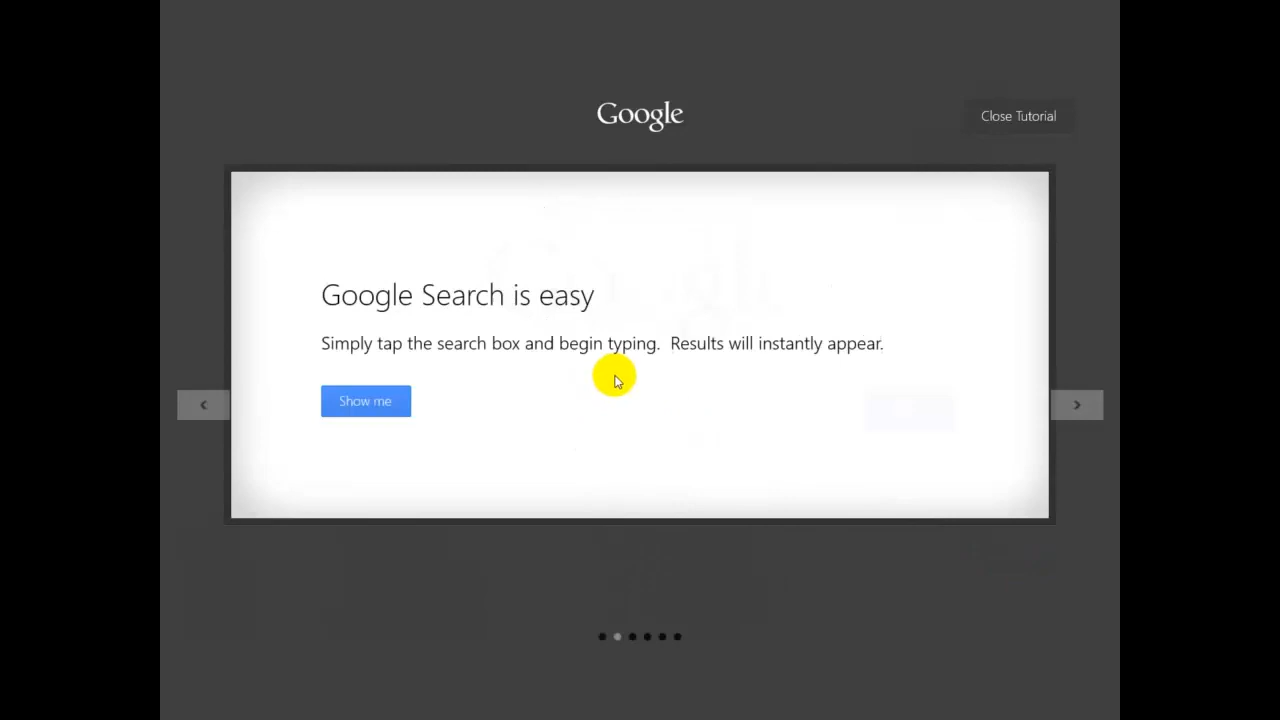 Google
Close Tutorial
Google Search is easy
Simply tap the search box and begin typing.  Results will instantly appear.
Show me